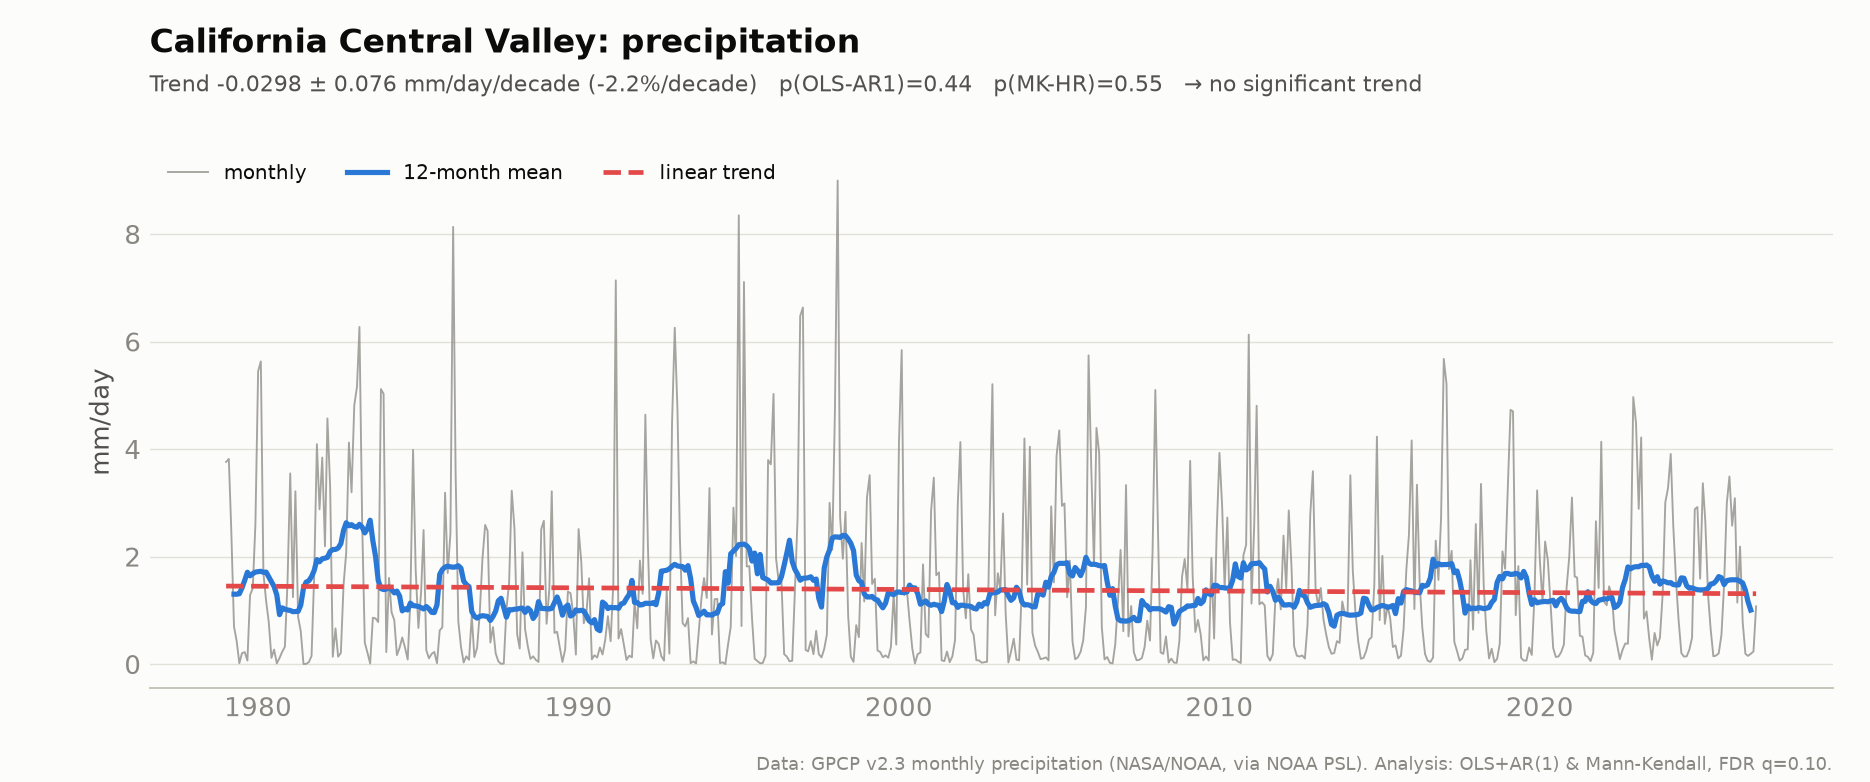 California Central Valley: precipitation
Trend -0.0298 ± 0.076 mm/day/decade (-2.2%/decade)   p(OLS-AR1)=0.44   p(MK-HR)=0.55   → no significant trend
monthly   12-month mean   linear trend
8
6
4
2
0
mm/day
1980   1990   2000   2010   2020
Data: GPCP v2.3 monthly precipitation (NASA/NOAA, via NOAA PSL). Analysis: OLS+AR(1) & Mann-Kendall, FDR q=0.10.